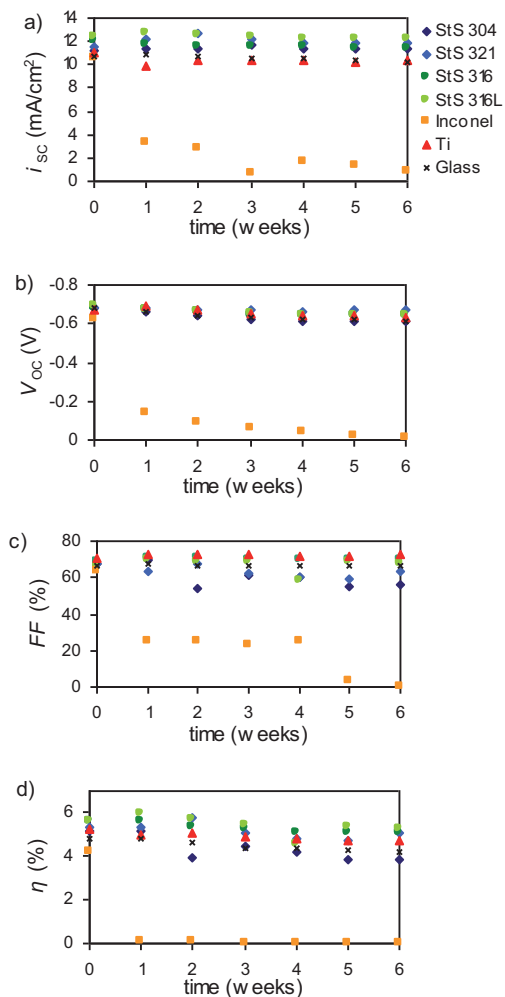 a)
14
12
10
8
6
4
2
0
i SC (mA/cm²)
0 1 2 3 4 5 6
time (weeks)
StS 304
StS 321
StS 316
StS 316L
Inconel
Ti
Glass
b)
-0.8
-0.6
-0.4
-0.2
0
VOC (V)
0 1 2 3 4 5 6
time (weeks)
c)
80
60
40
20
0
FF (%)
0 1 2 3 4 5 6
time (weeks)
d)
6
4
2
0
η (%)
0 1 2 3 4 5 6
time (weeks)